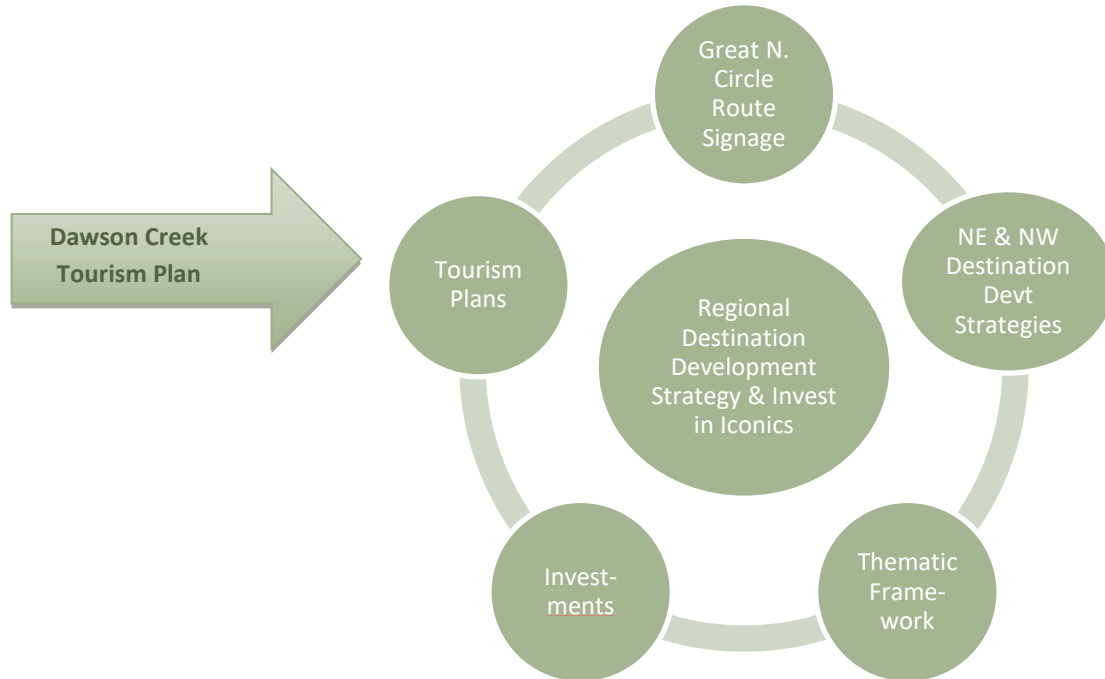 Great N.
Circle
Route
Signage
Dawson Creek
Tourism Plan
Tourism
Plans
NE & NW
Destination
Devt
Strategies
Regional
Destination
Development
Strategy & Invest
in Iconics
Invest-
ments
Thematic
Frame-
work